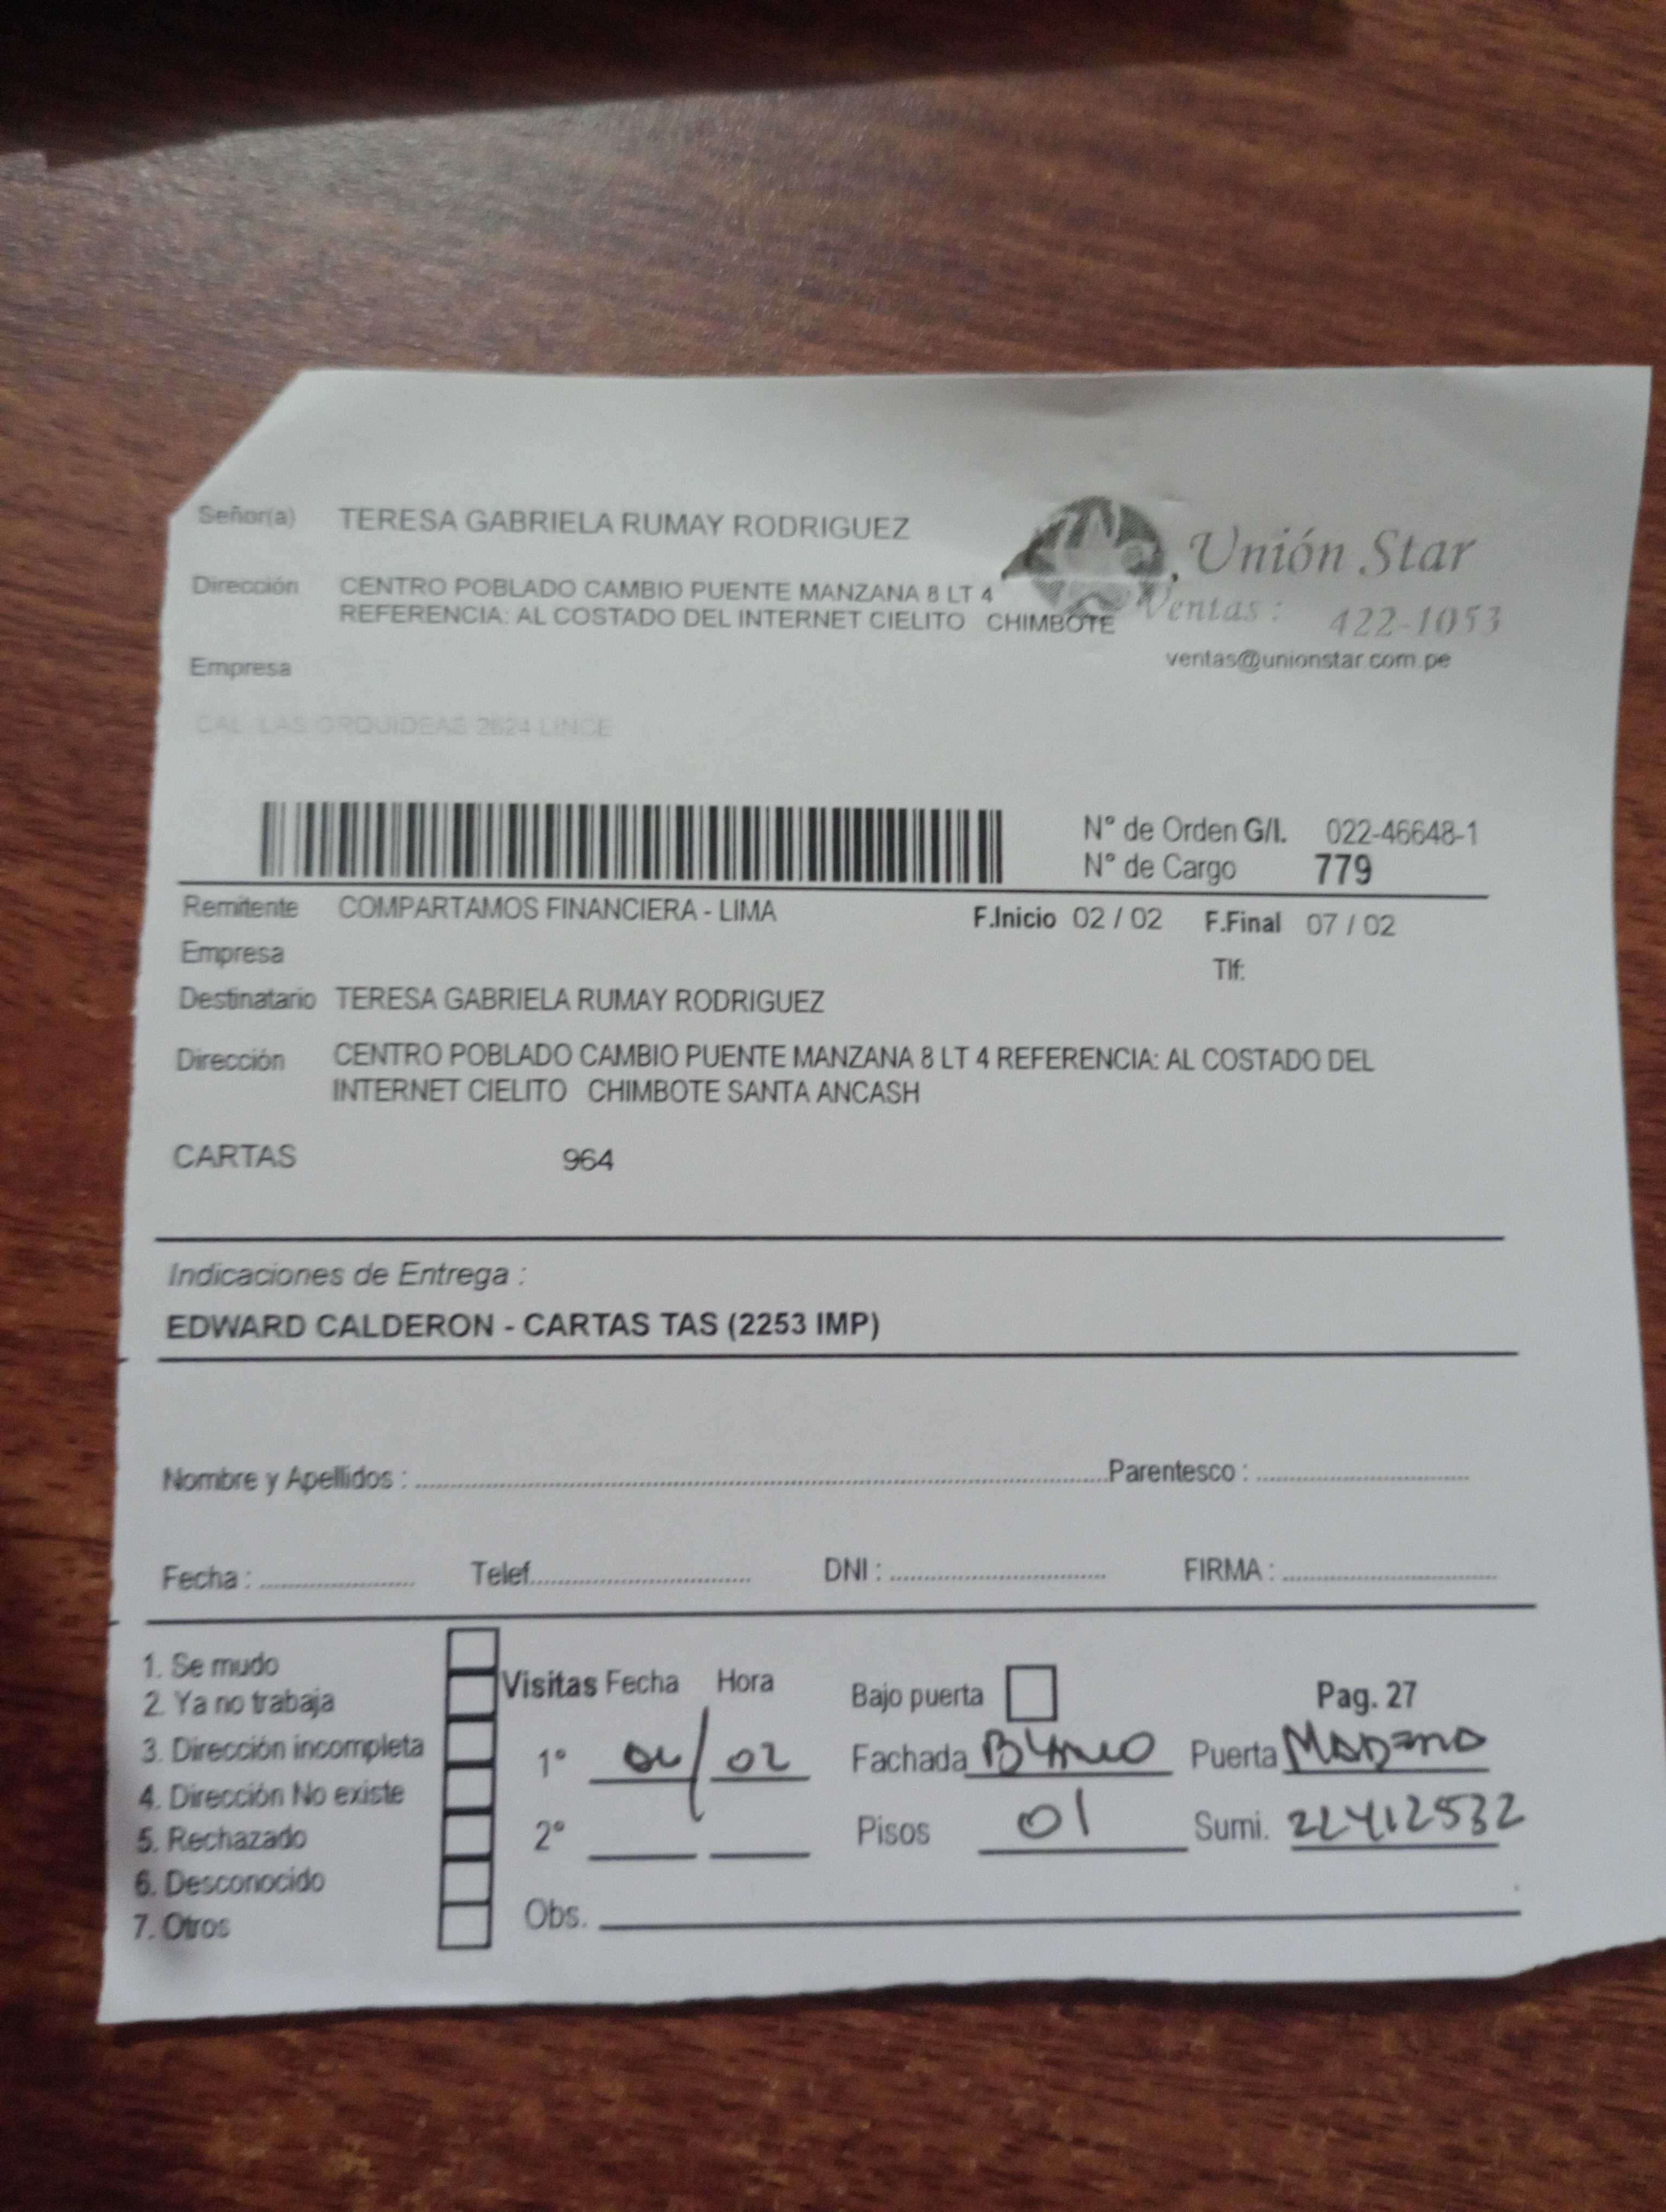 Señor(a) TERESA GABRIELA RUMAY RODRIGUEZ
Unión Star
Dirección CENTRO POBLADO CAMBIO PUENTE MANZANA 8 LT 4
REFERENCIA: AL COSTADO DEL INTERNET CIELITO CHIMBOTE
Ventas : 422-1053
ventas@unionstar.com.pe
Empresa
CAL LAS ORQUIDEAS 2624 LINCE
N° de Orden G/I. 022-46648-1
N° de Cargo 779
Remitente COMPARTAMOS FINANCIERA - LIMA F.Inicio 02 / 02 F.Final 07 / 02
Empresa Tlf:
Destinatario TERESA GABRIELA RUMAY RODRIGUEZ
Dirección CENTRO POBLADO CAMBIO PUENTE MANZANA 8 LT 4 REFERENCIA: AL COSTADO DEL
INTERNET CIELITO CHIMBOTE SANTA ANCASH
CARTAS 964
Indicaciones de Entrega :
EDWARD CALDERON - CARTAS TAS (2253 IMP)
Nombre y Apellidos : Parentesco :
Fecha : Telef. DNI : FIRMA :
1. Se mudo
2. Ya no trabaja
3. Dirección incompleta
4. Dirección No existe
5. Rechazado
6. Desconocido
7. Otros
Visitas Fecha Hora Bajo puerta Pag. 27
1° / 02 Fachada Puerta
2° Pisos 01 Sumi. 22412532
Obs.